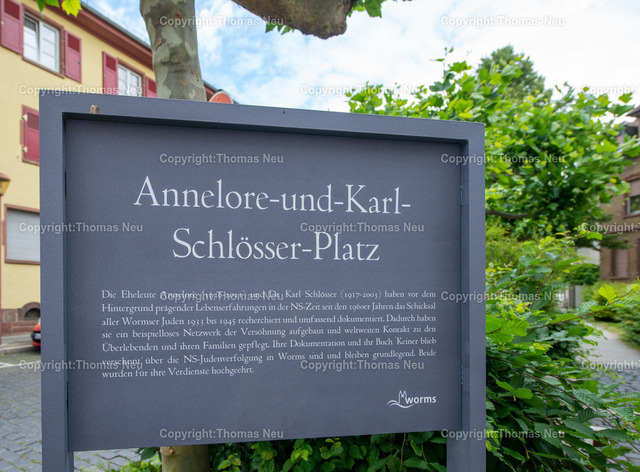 Annelore-und-Karl-
Schlösser-Platz
Die Eheleute Annelore und Dr. Karl Schlösser (1917-2003) haben vor dem
Hintergrund prägender Lebenserfahrungen in der NS-Zeit seit den 1960er Jahren das Schicksal
aller Wormser Juden 1933 bis 1945 recherchiert und umfassend dokumentiert. Dadurch haben
sie ein beispielloses Netzwerk der Versöhnung aufgebaut und weltweiten Kontakt zu den
Überlebenden und ihren Familien gepflegt. Ihre Dokumentation und ihr Buch Keiner blieb
verschont über die NS-Judenverfolgung in Worms sind und bleiben grundlegend. Beide
wurden für ihre Verdienste hochgeehrt.
worms
Copyright:Thomas Neu